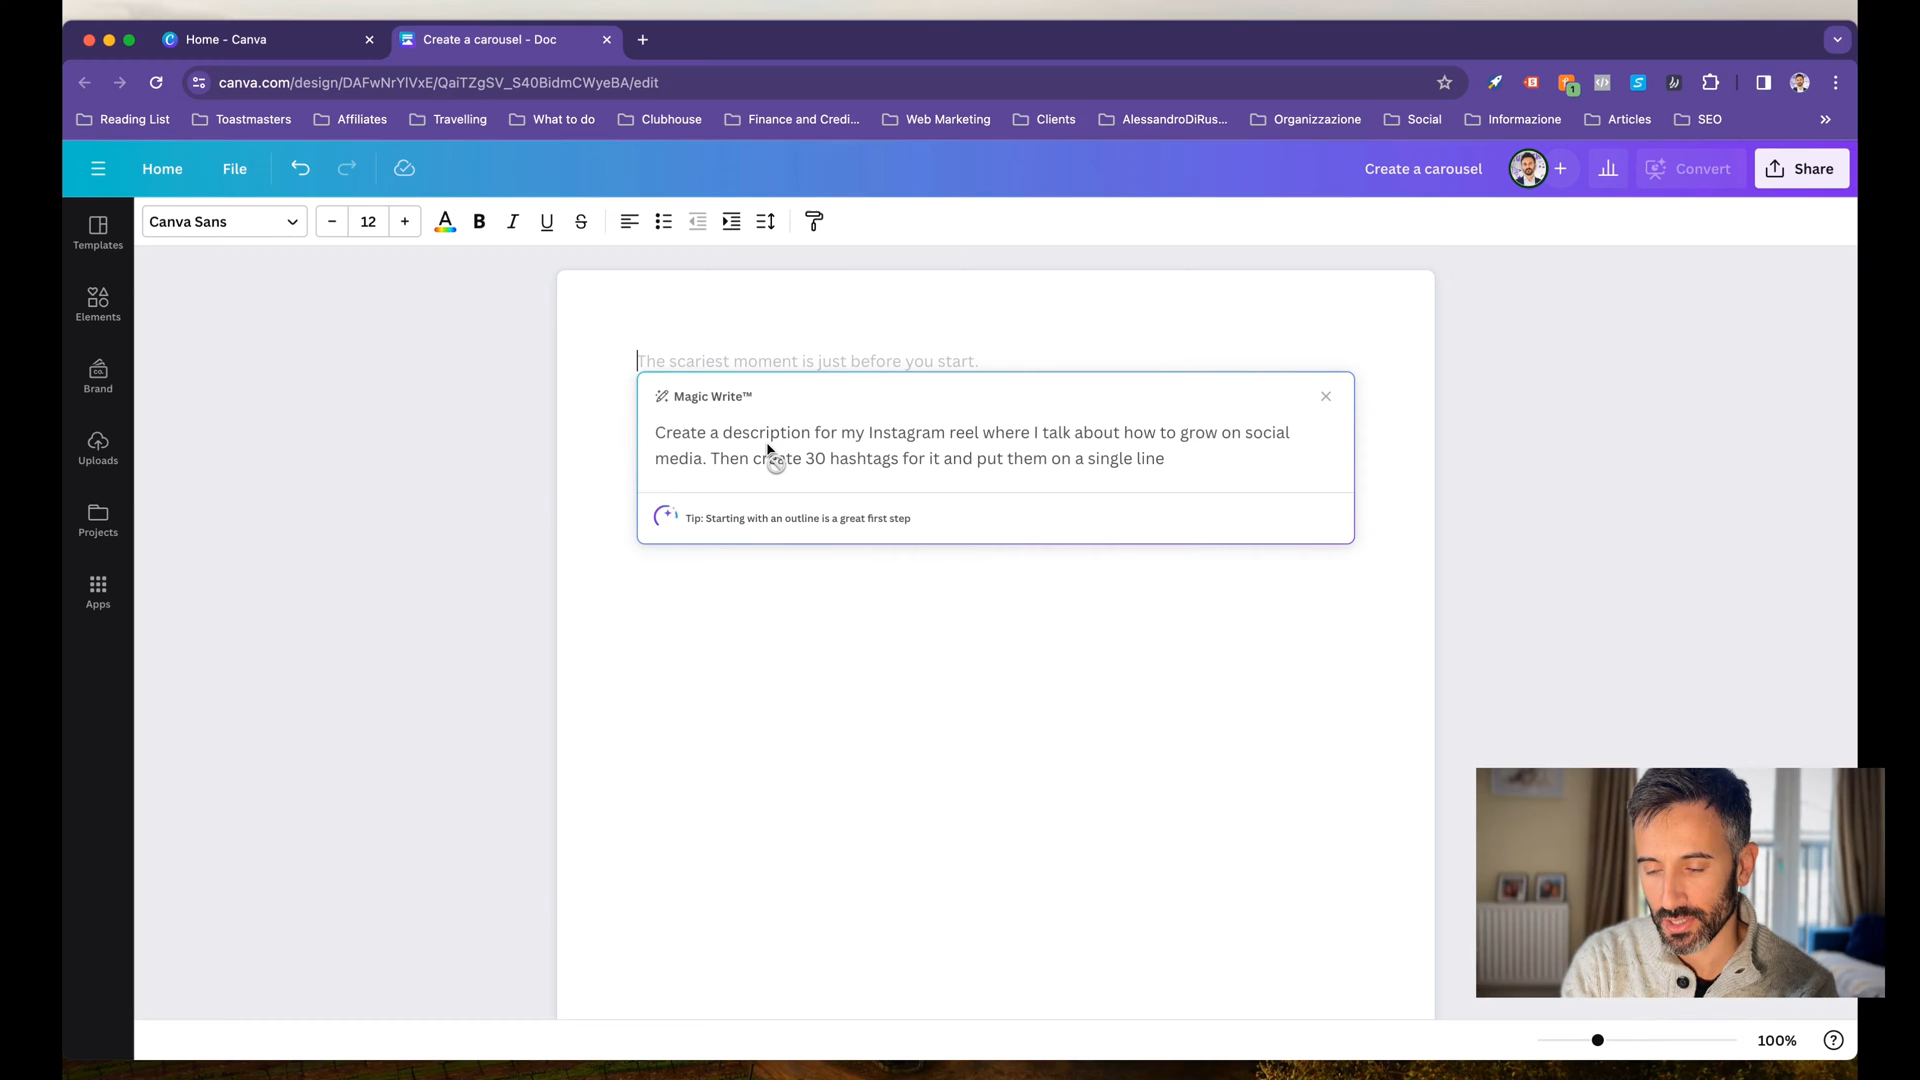 Home - Canva
Create a carousel - Doc
canva.com/design/DAFwNrYlVxE/QaiTZgSV_S40BidmCWyeBA/edit
1
Reading List
Toastmasters
Affiliates
Travelling
What to do
Clubhouse
Finance and Credi...
Web Marketing
Clients
AlessandroDiRus...
Organizzazione
Social
Informazione
Articles
SEO
Home
File
Create a carousel
Convert
Share
Canva Sans
12
Templates
Elements
Brand
Uploads
Projects
Apps
The scariest moment is just before you start.
Magic Write™
Create a description for my Instagram reel where I talk about how to grow on social
media. Then create 30 hashtags for it and put them on a single line
Tip: Starting with an outline is a great first step
100%